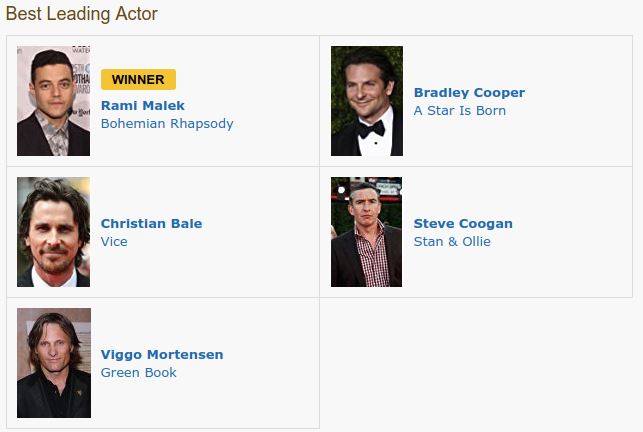 Best Leading Actor
WINNER
Rami Malek
Bohemian Rhapsody
Bradley Cooper
A Star Is Born
Christian Bale
Vice
Steve Coogan
Stan & Ollie
Viggo Mortensen
Green Book